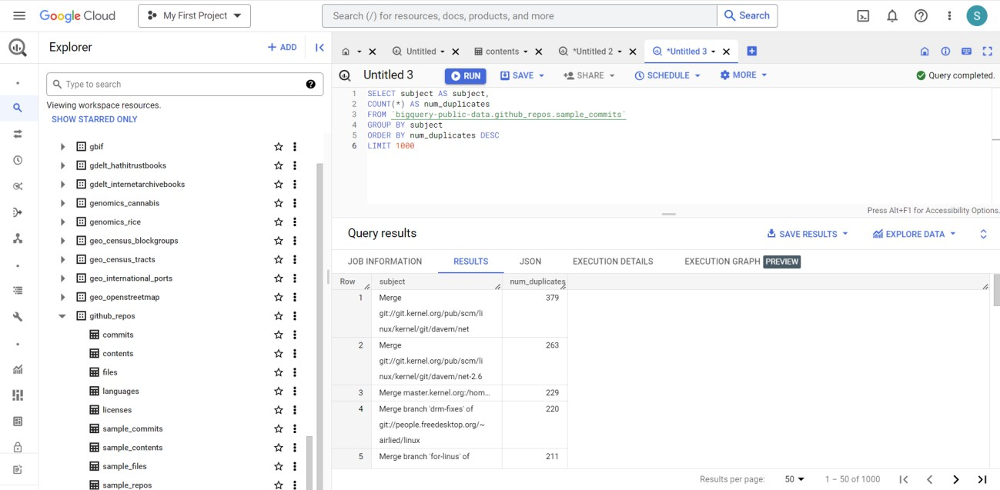 Google Cloud
My First Project
Search (/) for resources, docs, products, and more
Search
S
Explorer
+ ADD
Type to search
Viewing workspace resources.
SHOW STARRED ONLY
gbif
gdelt_hathitrustbooks
gdelt_internetarchivebooks
genomics_cannabis
genomics_rice
geo_census_blockgroups
geo_census_tracts
geo_international_ports
geo_openstreetmap
github_repos
commits
contents
files
languages
licenses
sample_commits
sample_contents
sample_files
sample_repos
Untitled
contents
*Untitled 2
*Untitled 3
Untitled 3
RUN
SAVE
SHARE
SCHEDULE
MORE
Query completed.
1 SELECT subject AS subject,
2 COUNT(*) AS num_duplicates
3 FROM `bigquery-public-data.github_repos.sample_commits`
4 GROUP BY subject
5 ORDER BY num_duplicates DESC
6 LIMIT 1000
Press Alt+F1 for Accessibility Options.
Query results
SAVE RESULTS
EXPLORE DATA
JOB INFORMATION
RESULTS
JSON
EXECUTION DETAILS
EXECUTION GRAPH PREVIEW
Row subject num_duplicates
1 Merge 379
git://git.kernel.org/pub/scm/li
nux/kernel/git/davem/net
2 Merge 263
git://git.kernel.org/pub/scm/li
nux/kernel/git/davem/net-2.6
3 Merge master.kernel.org:/hom... 229
4 Merge branch 'drm-fixes' of 220
git://people.freedesktop.org/~
airlied/linux
5 Merge branch 'for-linus' of 211
Results per page: 50 1 – 50 of 1000